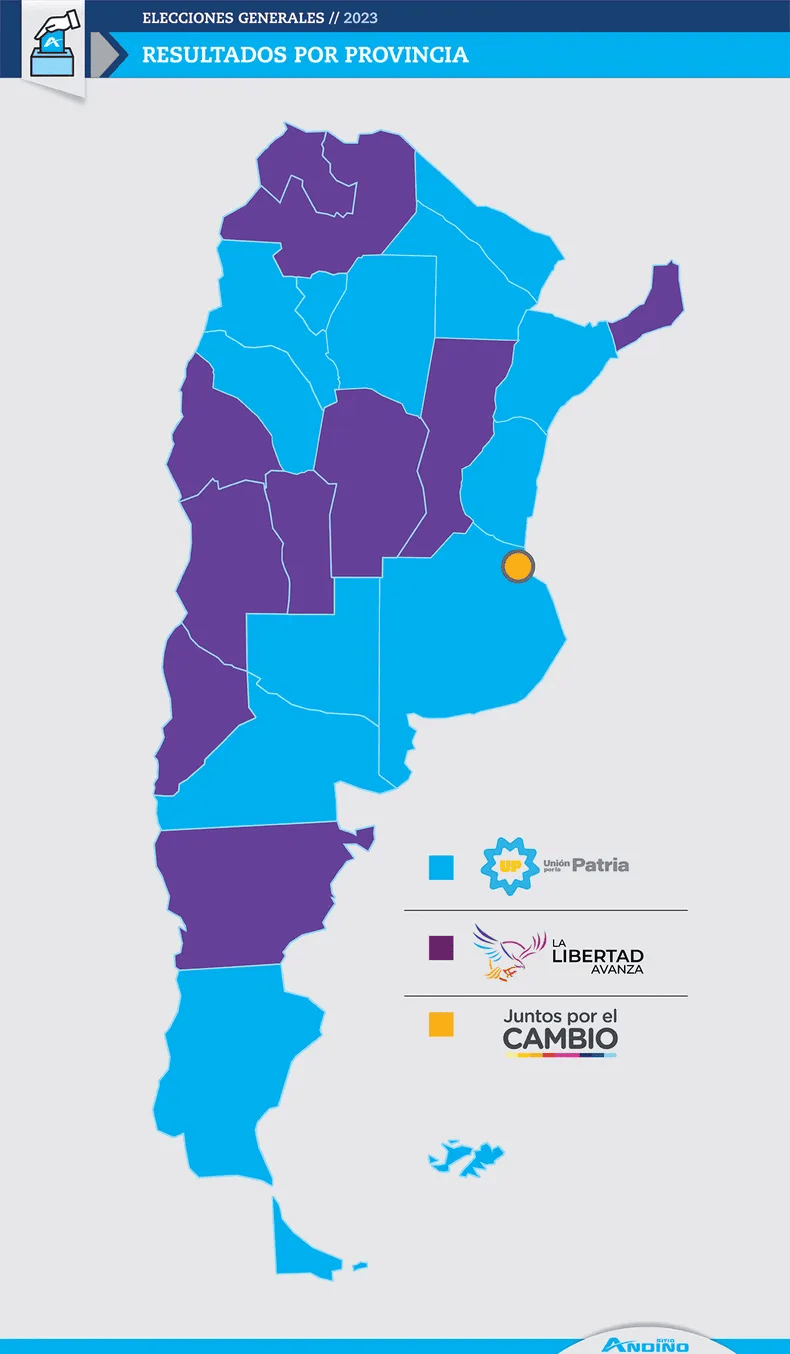 ELECCIONES GENERALES // 2023
A
RESULTADOS POR PROVINCIA
UP
Unión
por la
Patria
LA
LIBERTAD
AVANZA
Juntos por el
CAMBIO
SITIO
ANDINO